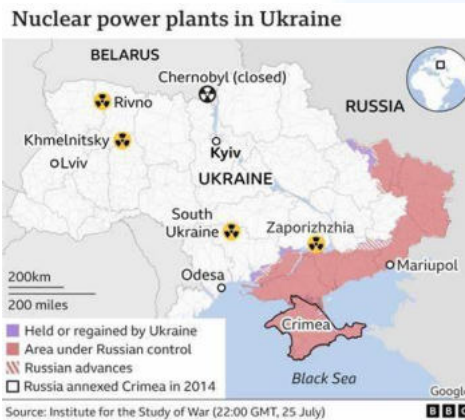 Nuclear power plants in Ukraine
BELARUS
Chernobyl (closed)
Rivno
RUSSIA
Khmelnitsky
Lviv
Kyiv
UKRAINE
South
Ukraine
Zaporizhzhia
200km
200 miles
Odesa
Mariupol
Held or regained by Ukraine
Area under Russian control
Russian advances
Russia annexed Crimea in 2014
Crimea
Black Sea
Google
Source: Institute for the Study of War (22:00 GMT, 25 July)
BBC